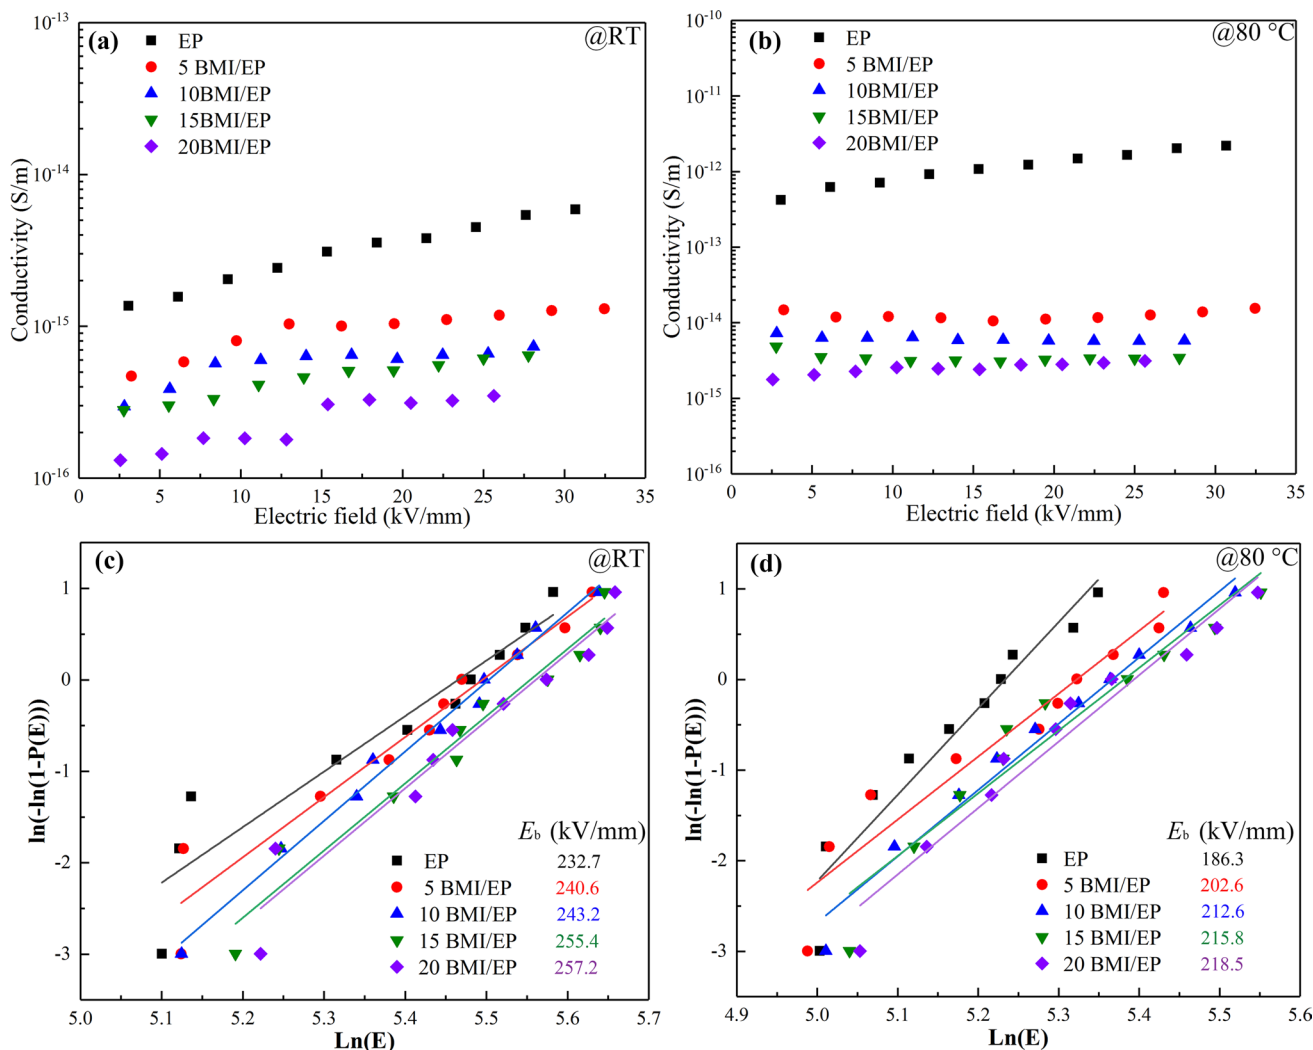 (a)
@RT
EP
5 BMI/EP
10BMI/EP
15BMI/EP
20BMI/EP
10⁻¹³
10⁻¹⁴
10⁻¹⁵
10⁻¹⁶
Conductivity (S/m)
0 5 10 15 20 25 30 35
Electric field (kV/mm)
(b)
@80 °C
EP
5 BMI/EP
10BMI/EP
15BMI/EP
20BMI/EP
10⁻¹⁰
10⁻¹¹
10⁻¹²
10⁻¹³
10⁻¹⁴
10⁻¹⁵
10⁻¹⁶
Conductivity (S/m)
0 5 10 15 20 25 30 35
Electric field (kV/mm)
(c)
@RT
1
0
-1
-2
-3
ln(-ln(1-P(E)))
E_b (kV/mm)
EP 232.7
5 BMI/EP 240.6
10 BMI/EP 243.2
15 BMI/EP 255.4
20 BMI/EP 257.2
5.0 5.1 5.2 5.3 5.4 5.5 5.6 5.7
Ln(E)
(d)
@80 °C
1
0
-1
-2
-3
ln(-ln(1-P(E)))
E_b (kV/mm)
EP 186.3
5 BMI/EP 202.6
10 BMI/EP 212.6
15 BMI/EP 215.8
20 BMI/EP 218.5
4.9 5.0 5.1 5.2 5.3 5.4 5.5 5.6
Ln(E)